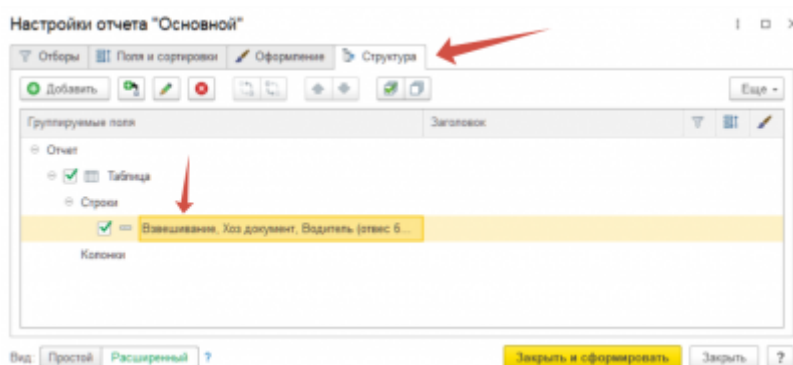 Настройки отчета "Основной"
Отборы Поля и сортировки Оформление Структура
Добавить Еще
Группируемые поля Заголовок
Отчет
Таблица
Строки
Взвешивание, Хоз документ, Водитель (отвес б...
Колонки
Вид: Простой Расширенный ? Закрыть и сформировать Закрыть ?